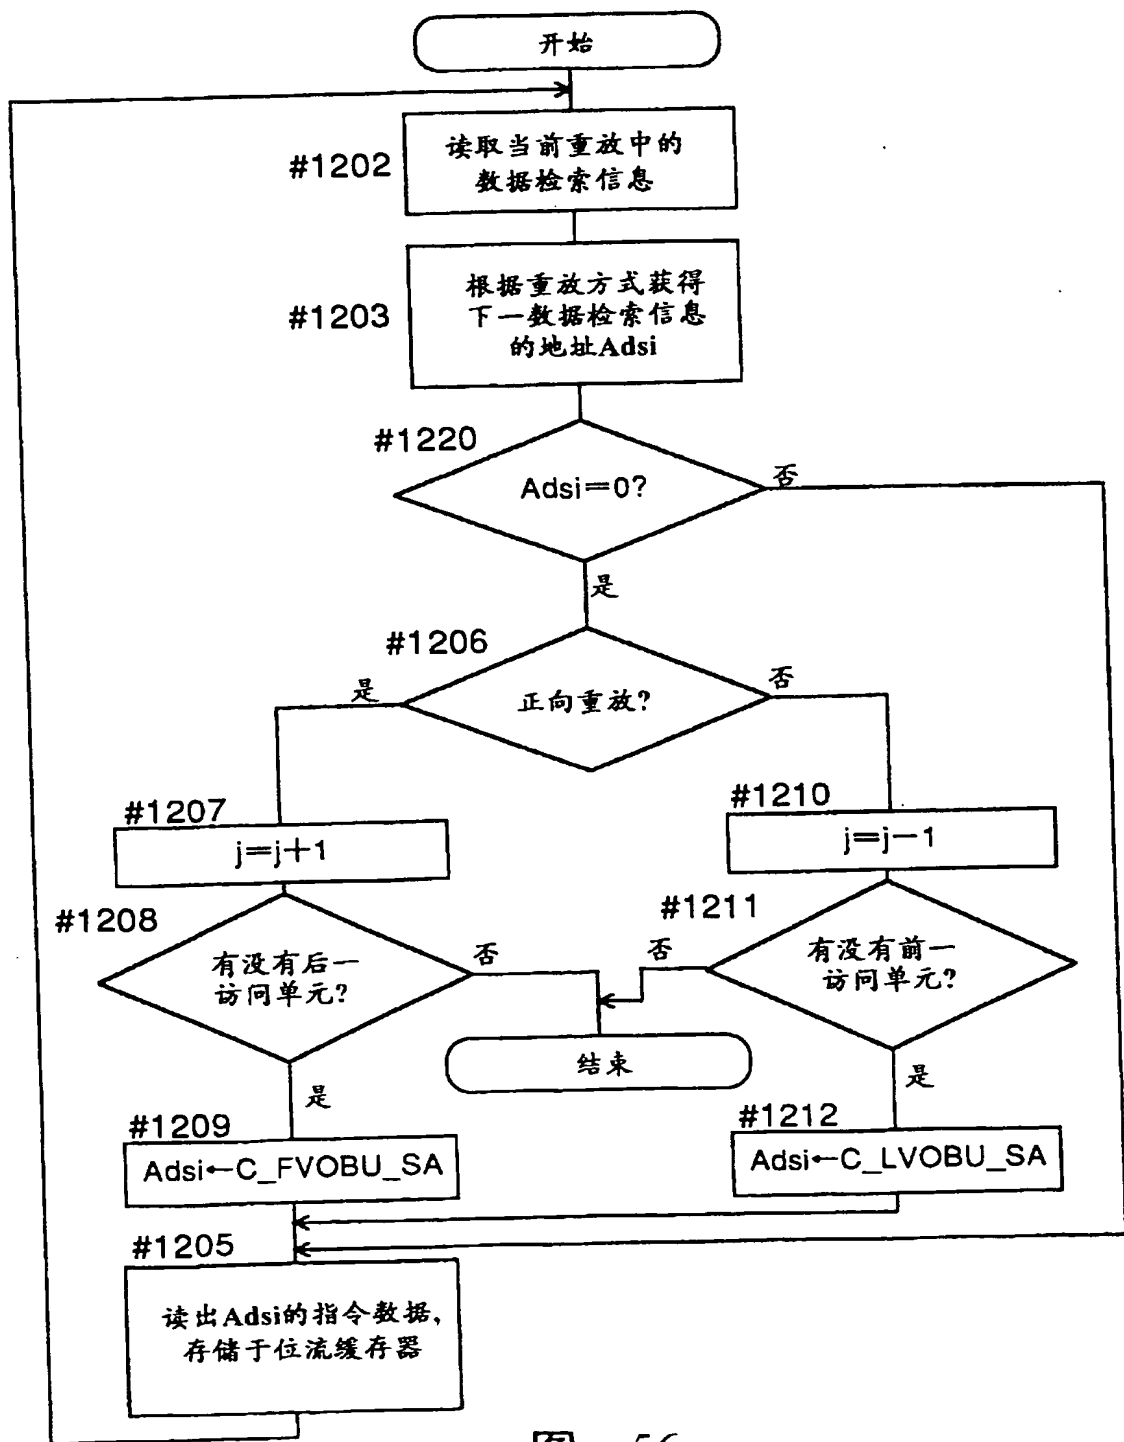 开始
#1202
读取当前重放中的
数据检索信息
#1203
根据重放方式获得
下一数据检索信息
的地址Adsi
#1220
Adsi=0?
否
是
#1206
正向重放?
是
否
#1207
j=j+1
#1210
j=j-1
#1208
有没有后一
访问单元?
否
#1211
有没有前一
访问单元?
否
结束
是
是
#1209
Adsi←C_FVOBU_SA
#1212
Adsi←C_LVOBU_SA
#1205
读出Adsi的指令数据,
存储于位流缓存器
图 56